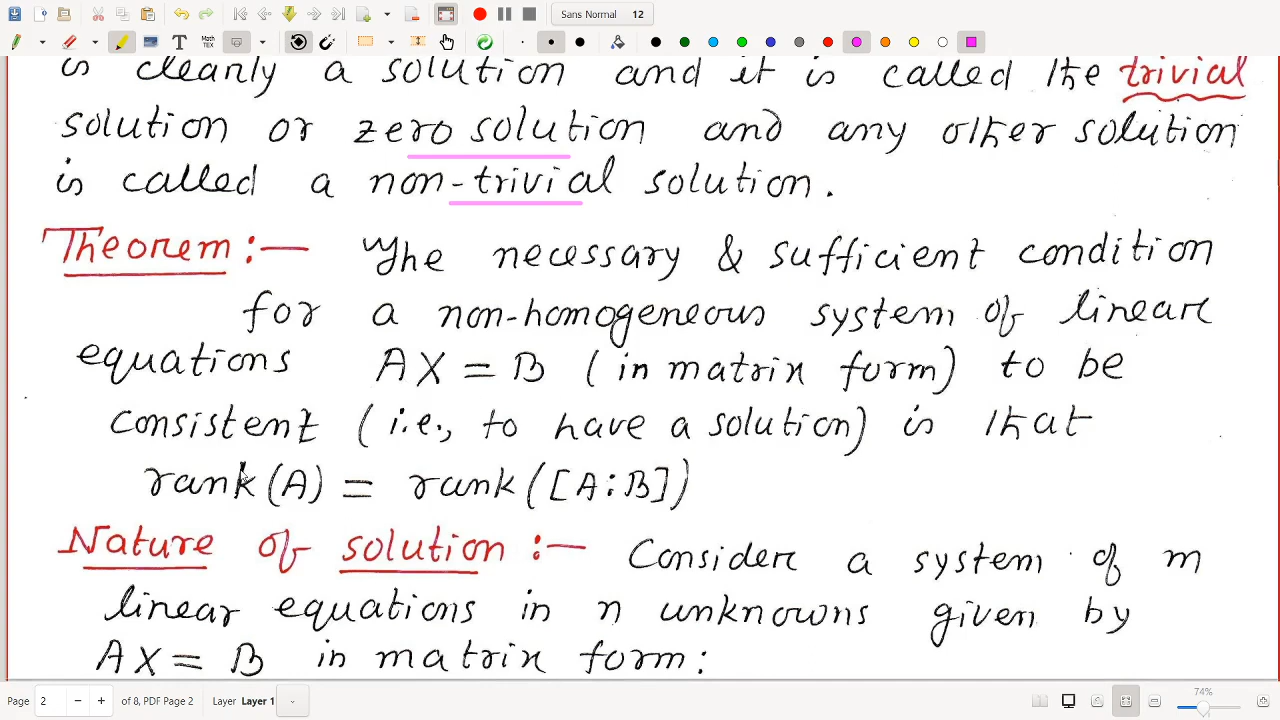 Sans Normal 12
MATH TEX
is clearly a solution and it is called the trivial
solution or zero solution and any other solution
is called a non-trivial solution.
Theorem :— The necessary & sufficient condition
for a non-homogeneous system of linear
equations AX = B (in matrix form) to be
consistent (i.e., to have a solution) is that
rank(A) = rank([A:B])
Nature of solution :— Consider a system of m
linear equations in n unknowns given by
AX = B in matrix form:
Page 2 of 8, PDF Page 2 Layer Layer 1 74%